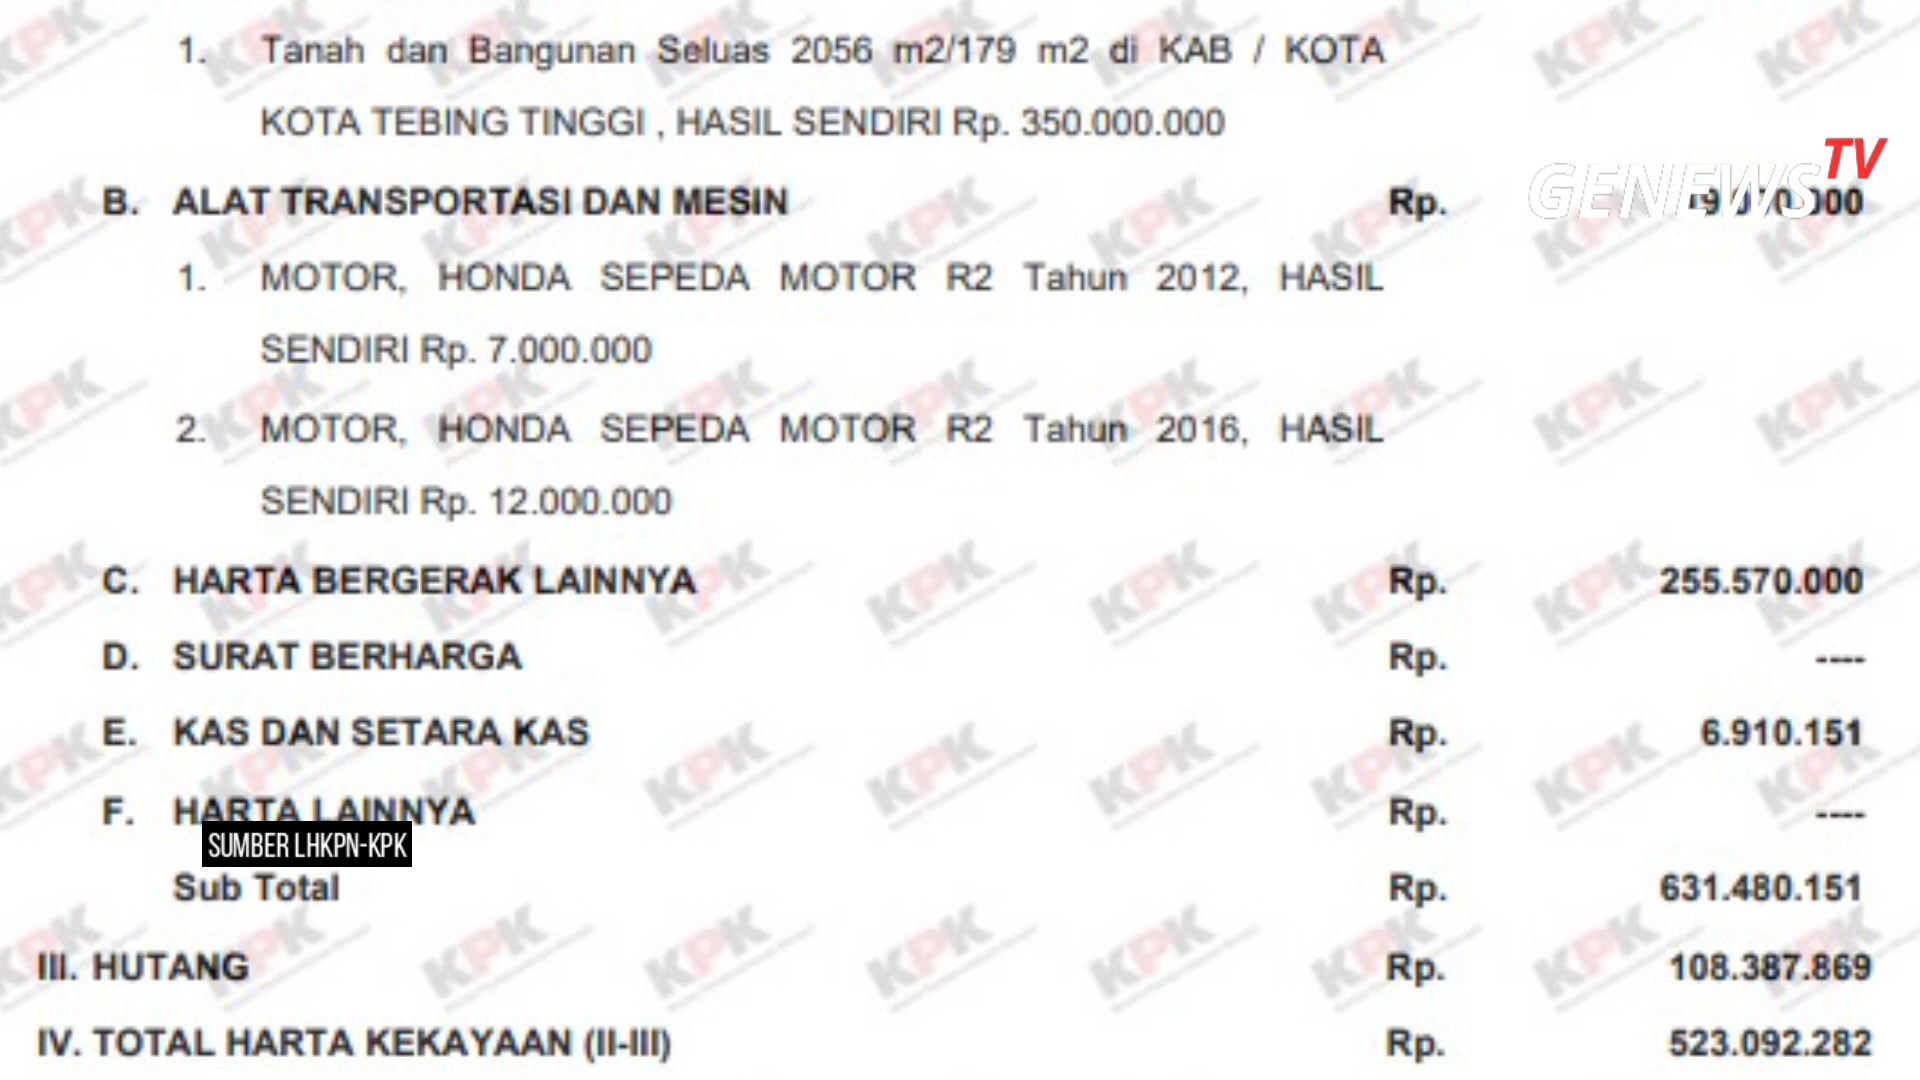 1. Tanah dan Bangunan Seluas 2056 m2/179 m2 di KAB / KOTA
KOTA TEBING TINGGI , HASIL SENDIRI Rp. 350.000.000
GENEWS TV
B. ALAT TRANSPORTASI DAN MESIN Rp.
1. MOTOR, HONDA SEPEDA MOTOR R2 Tahun 2012, HASIL
SENDIRI Rp. 7.000.000
2. MOTOR, HONDA SEPEDA MOTOR R2 Tahun 2016, HASIL
SENDIRI Rp. 12.000.000
C. HARTA BERGERAK LAINNYA Rp. 255.570.000
D. SURAT BERHARGA Rp. ----
E. KAS DAN SETARA KAS Rp. 6.910.151
F. HARTA LAINNYA Rp. ----
SUMBER LHKPN-KPK
Sub Total Rp. 631.480.151
III. HUTANG Rp. 108.387.869
IV. TOTAL HARTA KEKAYAAN (II-III) Rp. 523.092.282